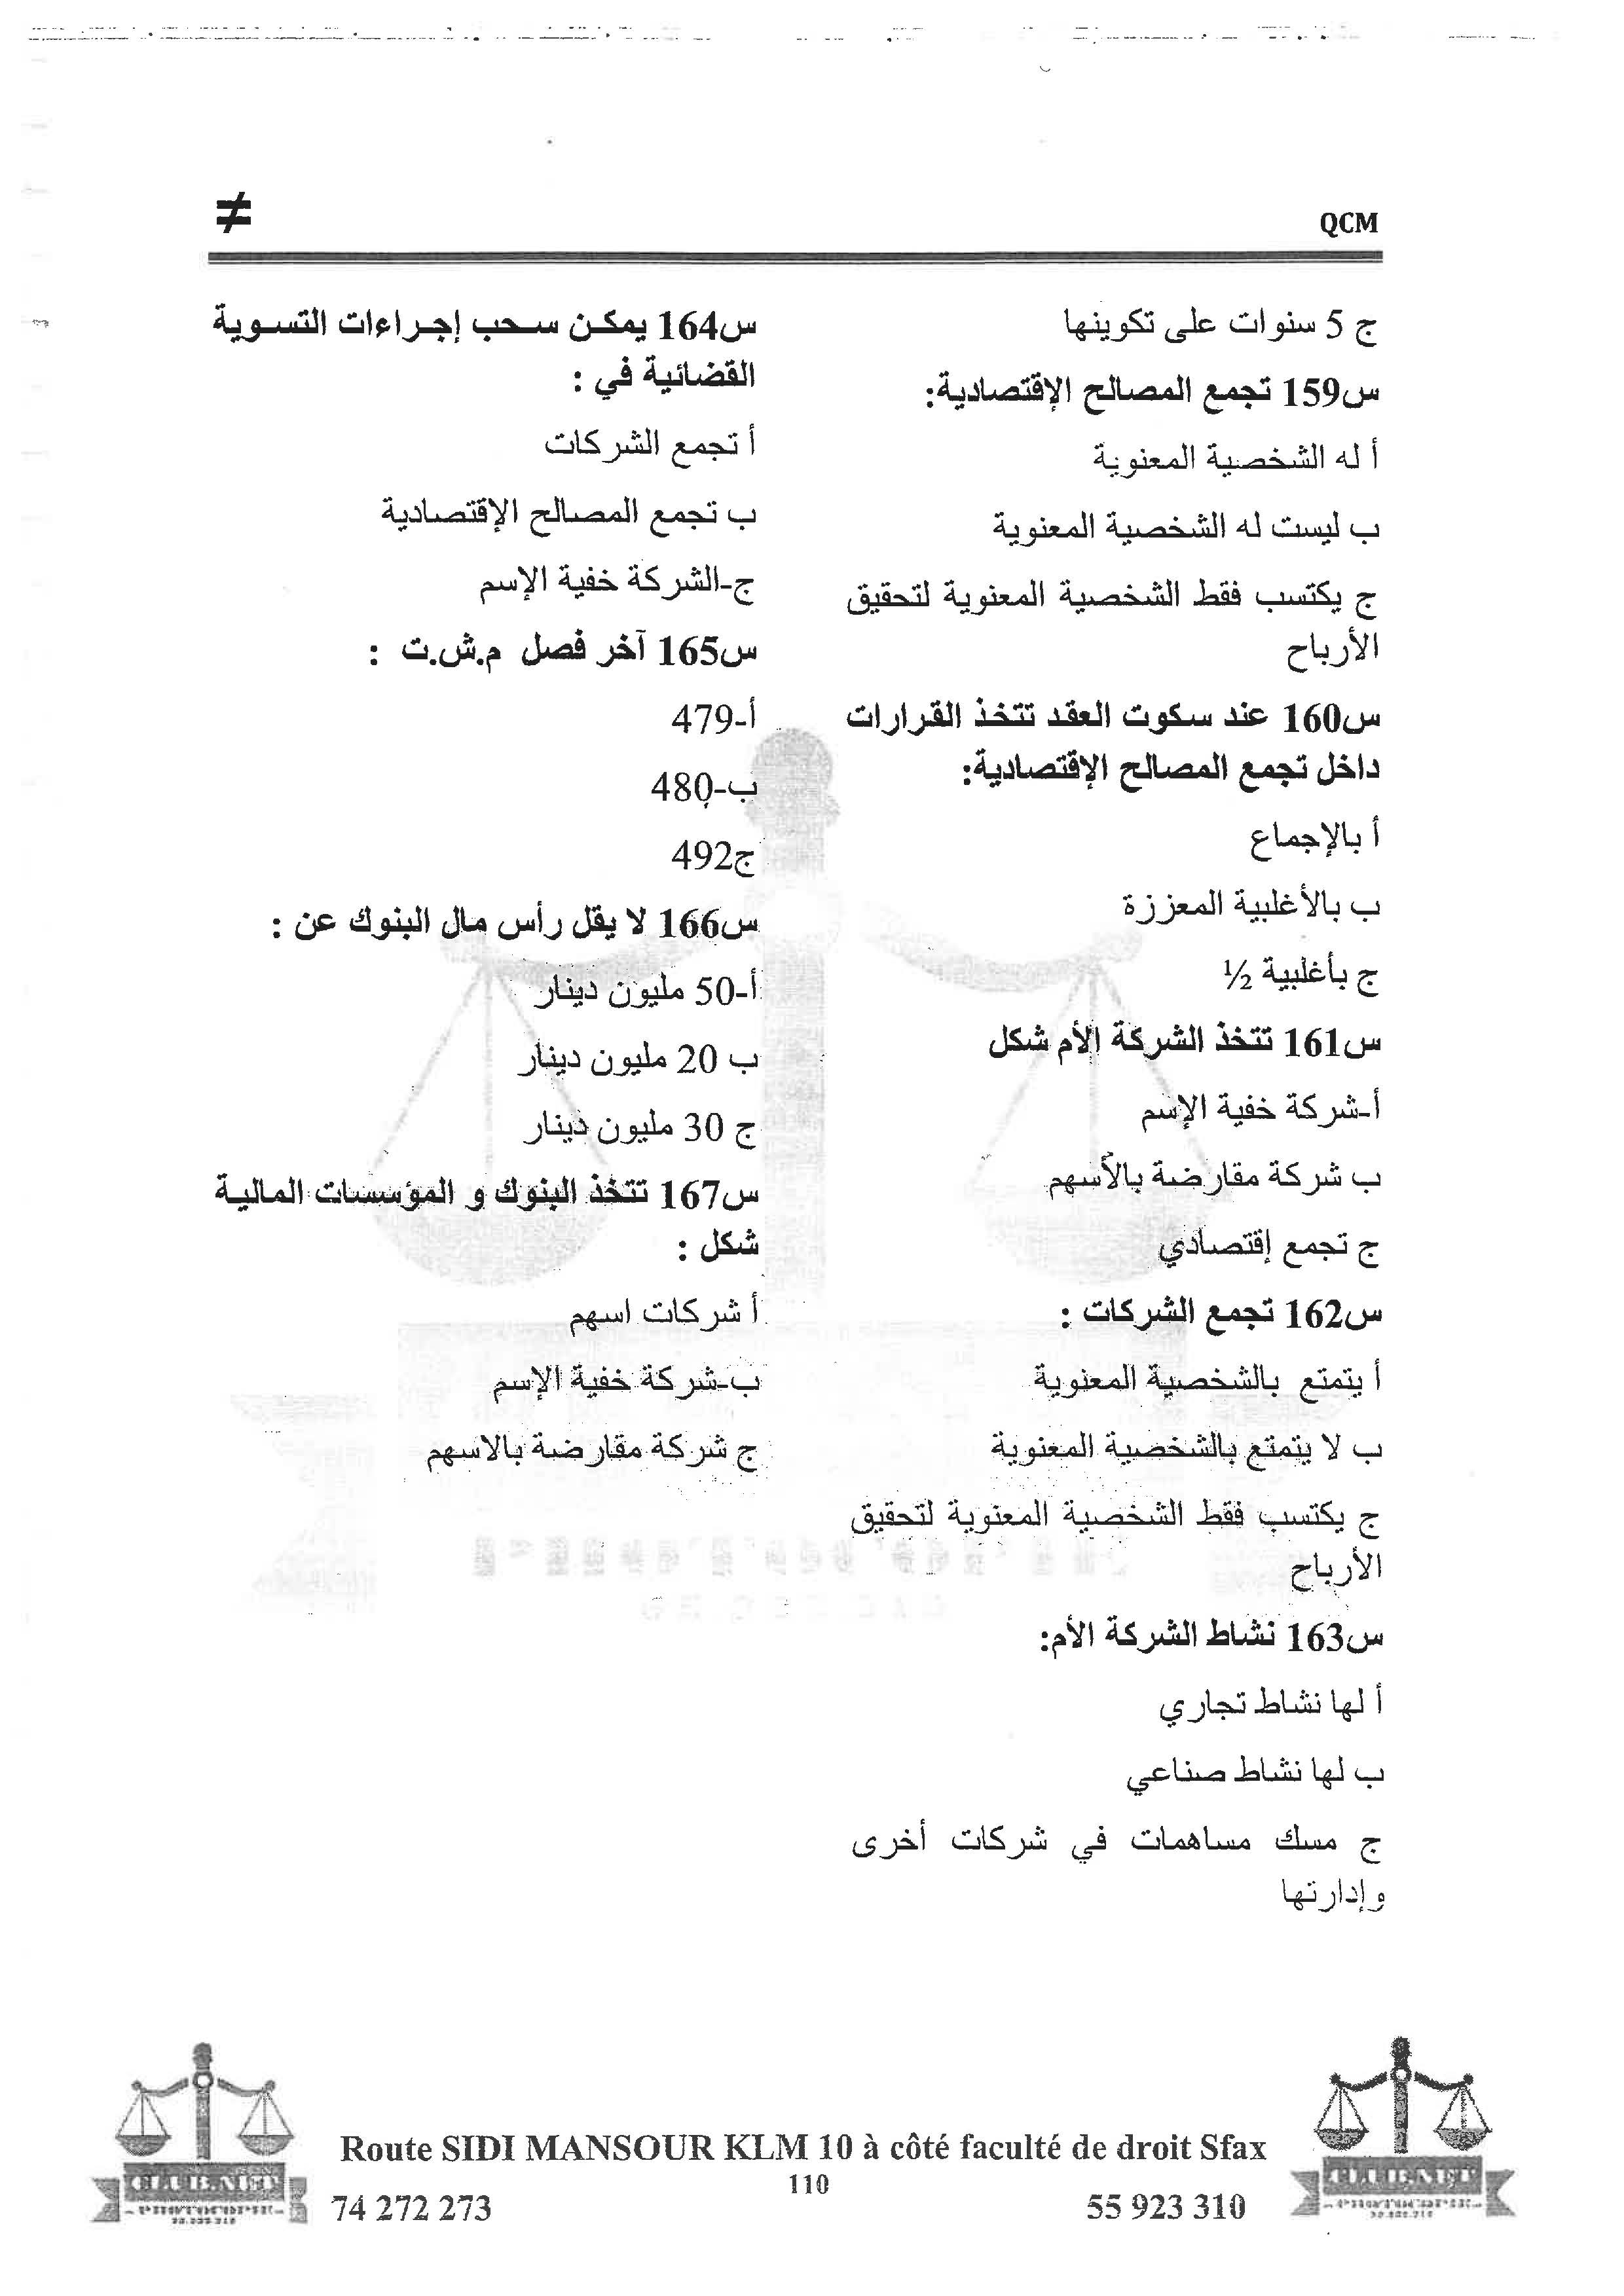 QCM
≠
ج 5 سنوات على تكوينها
س159 تجمع المصالح الإقتصادية:
أ له الشخصية المعنوية
ب ليست له الشخصية المعنوية
ج يكتسب فقط الشخصية المعنوية لتحقيق
الأرباح
س160 عند سكوت العقد تتخذ القرارات
داخل تجمع المصالح الإقتصادية:
أ بالإجماع
ب بالأغلبية المعززة
ج بأغلبية ½
س161 تتخذ الشركة الأم شكل
أ-شركة خفية الإسم
ب شركة مقارضة بالأسهم
ج تجمع إقتصادي
س162 تجمع الشركات :
أ يتمتع بالشخصية المعنوية
ب لا يتمتع بالشخصية المعنوية
ج يكتسب فقط الشخصية المعنوية لتحقيق
الأرباح
س163 نشاط الشركة الأم:
أ لها نشاط تجاري
ب لها نشاط صناعي
ج مسك مساهمات في شركات أخرى
وإدارتها
س164 يمكن سحب إجراءات التسوية
القضائية في :
أ تجمع الشركات
ب تجمع المصالح الإقتصادية
ج-الشركة خفية الإسم
س165 آخر فصل م.ش.ت :
أ-479
ب-480
ج492
س166 لا يقل رأس مال البنوك عن :
أ-50 مليون دينار
ب 20 مليون دينار
ج 30 مليون دينار
س167 تتخذ البنوك و المؤسسات المالية
شكل :
أ شركات اسهم
ب-شركة خفية الإسم
ج شركة مقارضة بالاسهم
CLUB.NET
Route SIDI MANSOUR KLM 10 à côté faculté de droit Sfax
110
74 272 273
55 923 310
CLUB.NET